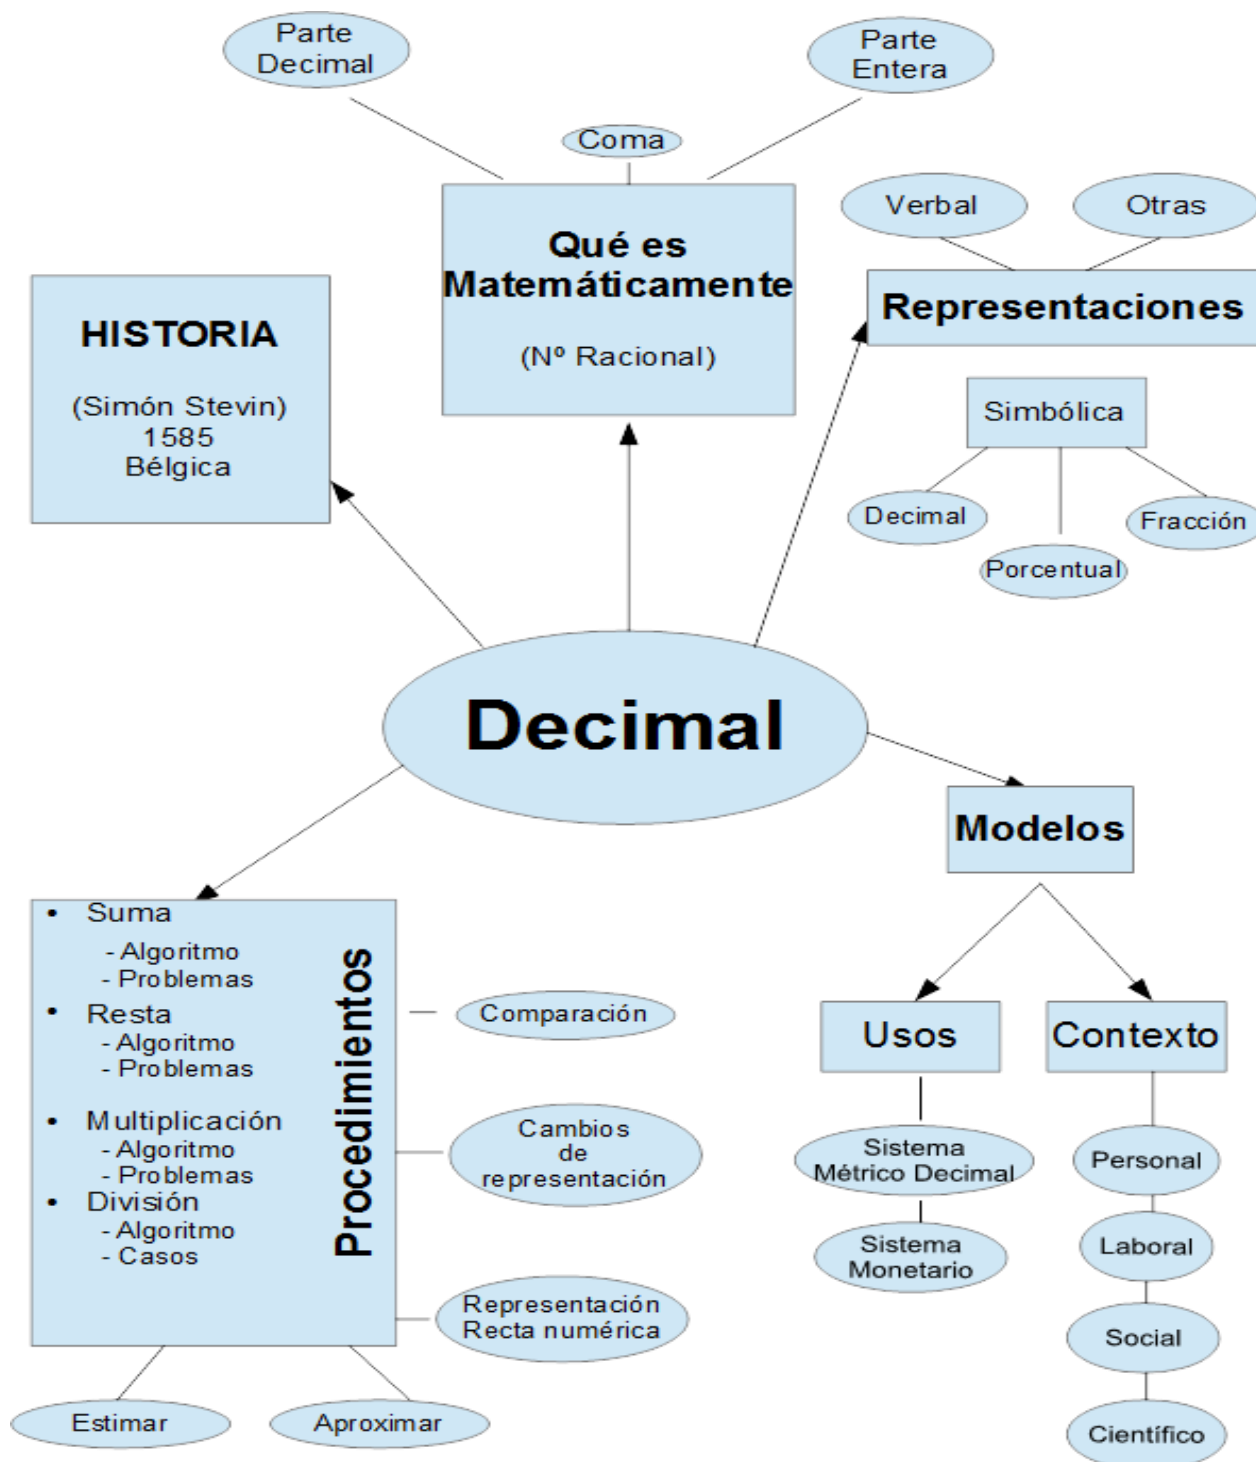 Parte
Decimal
Parte
Entera
Coma
Verbal
Otras
Qué es
Matemáticamente
(Nº Racional)
Representaciones
HISTORIA
(Simón Stevin)
1585
Bélgica
Simbólica
Decimal
Fracción
Porcentual
Decimal
Modelos
• Suma
- Algoritmo
- Problemas
• Resta
- Algoritmo
- Problemas
• Multiplicación
- Algoritmo
- Problemas
• División
- Algoritmo
- Casos
Procedimientos
Comparación
Cambios
de
representación
Representación
Recta numérica
Estimar
Aproximar
Usos
Sistema
Métrico Decimal
Sistema
Monetario
Contexto
Personal
Laboral
Social
Científico